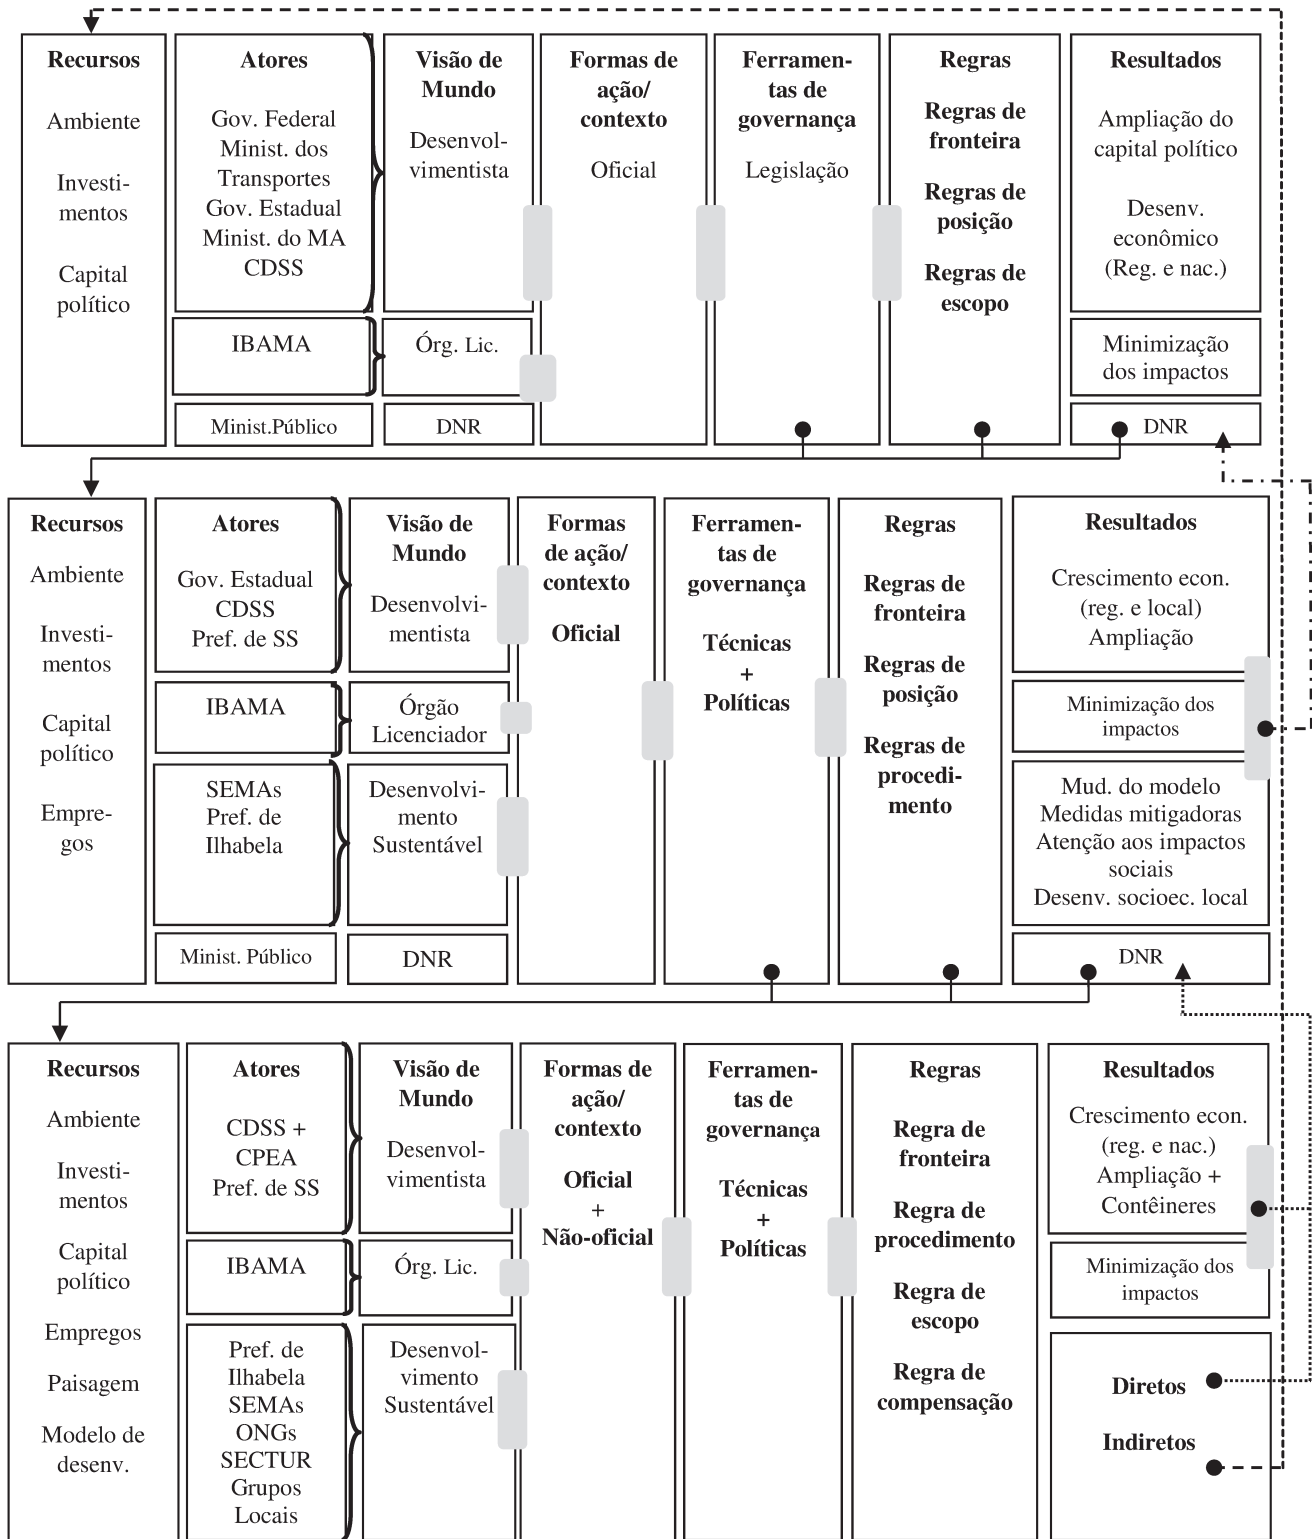 Recursos
Ambiente
Investi-
mentos
Capital
político
Atores
Gov. Federal
Minist. dos
Transportes
Gov. Estadual
Minist. do MA
CDSS
IBAMA
Minist.Público
Visão de
Mundo
Desenvol-
vimentista
Órg. Lic.
DNR
Formas de
ação/
contexto
Oficial
Ferramen-
tas de
governança
Legislação
Regras
Regras de
fronteira
Regras de
posição
Regras de
escopo
Resultados
Ampliação do
capital político
Desenv.
econômico
(Reg. e nac.)
Minimização
dos impactos
DNR
Recursos
Ambiente
Investi-
mentos
Capital
político
Empre-
gos
Atores
Gov. Estadual
CDSS
Pref. de SS
IBAMA
SEMAs
Pref. de
Ilhabela
Minist. Público
Visão de
Mundo
Desenvolvi-
mentista
Órgão
Licenciador
Desenvolvi-
mento
Sustentável
DNR
Formas
de ação/
contexto
Oficial
Ferramen-
tas de
governança
Técnicas
+
Políticas
Regras
Regras de
fronteira
Regras de
posição
Regras de
procedi-
mento
Resultados
Crescimento econ.
(reg. e local)
Ampliação
Minimização dos
impactos
Mud. do modelo
Medidas mitigadoras
Atenção aos impactos
sociais
Desenv. socioec. local
DNR
Recursos
Ambiente
Investi-
mentos
Capital
político
Empregos
Paisagem
Modelo de
desenv.
Atores
CDSS +
CPEA
Pref. de SS
IBAMA
Pref. de
Ilhabela
SEMAs
ONGs
SECTUR
Grupos
Locais
Visão de
Mundo
Desenvol-
vimentista
Órg. Lic.
Desenvol-
vimento
Sustentável
Formas de
ação/
contexto
Oficial
+
Não-oficial
Ferramen-
tas de
governança
Técnicas
+
Políticas
Regras
Regra de
fronteira
Regra de
procedimento
Regra de
escopo
Regra de
compensação
Resultados
Crescimento econ.
(reg. e nac.)
Ampliação +
Contêineres
Minimização dos
impactos
Diretos
Indiretos